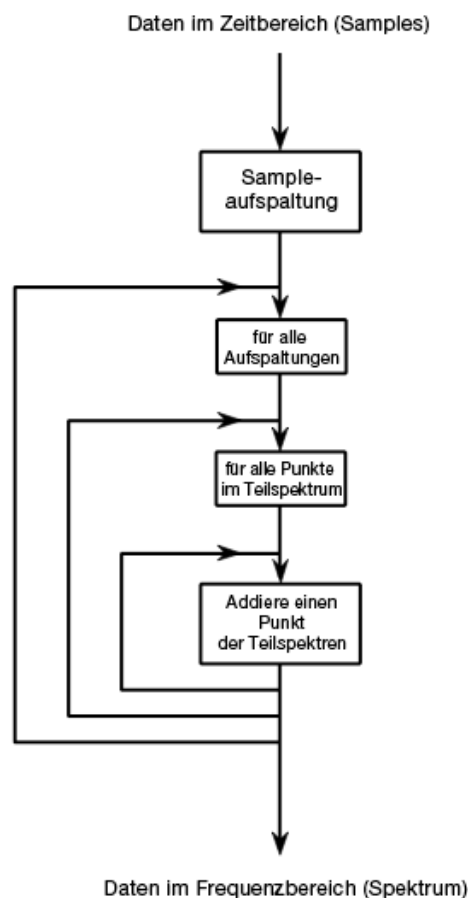 Daten im Zeitbereich (Samples)
Sample-
aufspaltung
für alle
Aufspaltungen
für alle Punkte
im Teilspektrum
Addiere einen
Punkt
der Teilspektren
Daten im Frequenzbereich (Spektrum)